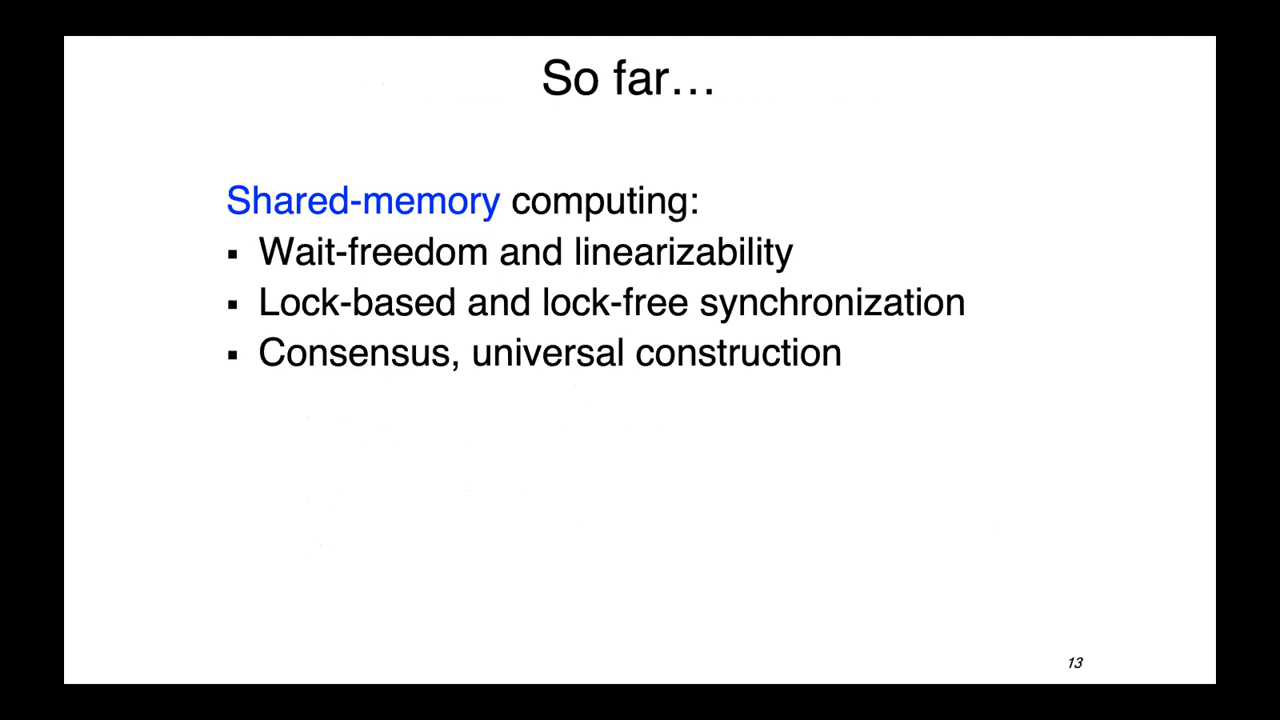 So far…
Shared-memory computing:
▪ Wait-freedom and linearizability
▪ Lock-based and lock-free synchronization
▪ Consensus, universal construction
13